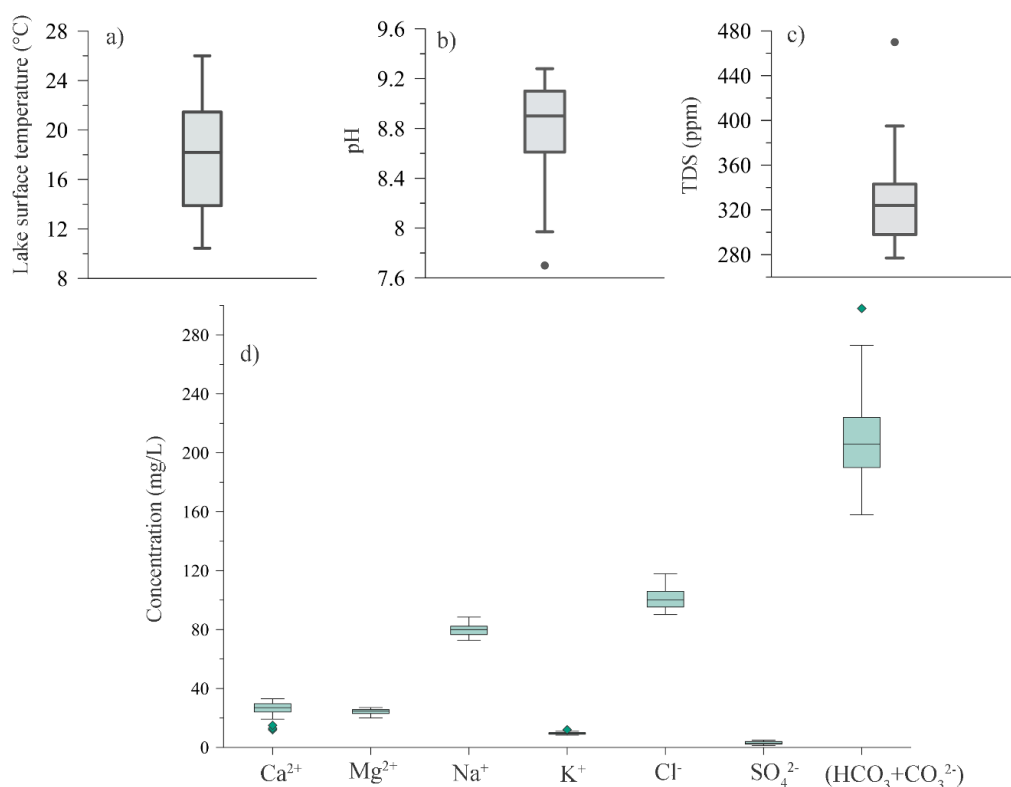 a)
Lake surface temperature (°C)
28
24
20
16
12
8
b)
pH
9.6
9.2
8.8
8.4
8
7.6
c)
TDS (ppm)
480
440
400
360
320
280
d)
Concentration (mg/L)
280
240
200
160
120
80
40
0
Ca²⁺ Mg²⁺ Na⁺ K⁺ Cl⁻ SO₄²⁻ (HCO₃+CO₃²⁻)